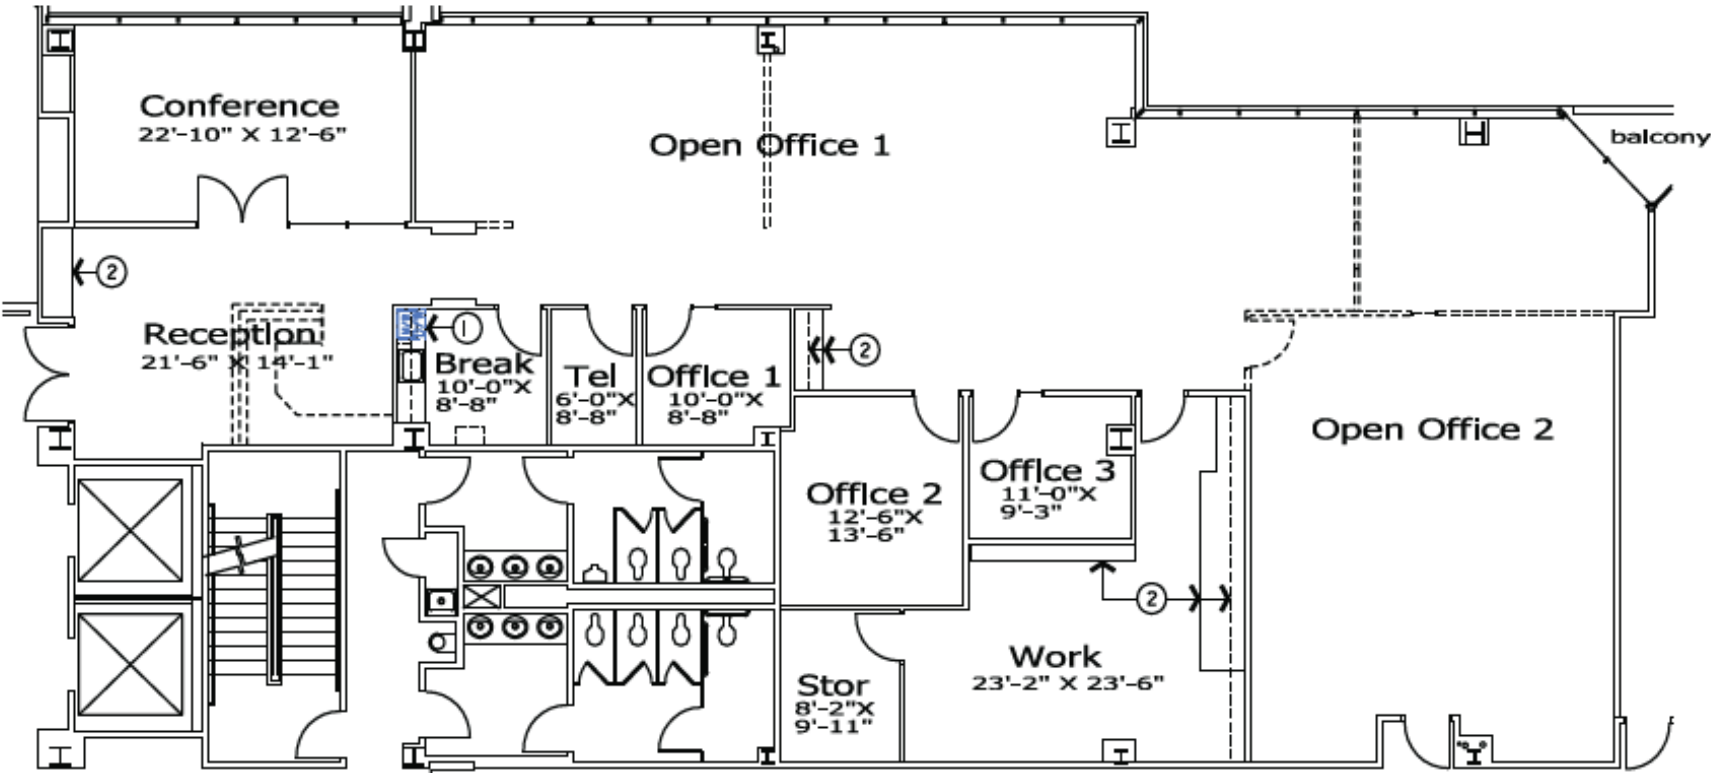 Conference
22'-10" X 12'-6"
Open Office 1
balcony
2
Reception
21'-6" X 14'-1"
1
Break
10'-0"X
8'-8"
Tel
6'-0"X
8'-8"
Office 1
10'-0"X
8'-8"
2
Open Office 2
Office 2
12'-6"X
13'-6"
Office 3
11'-0"X
9'-3"
2
Work
23'-2" X 23'-6"
Stor
8'-2"X
9'-11"